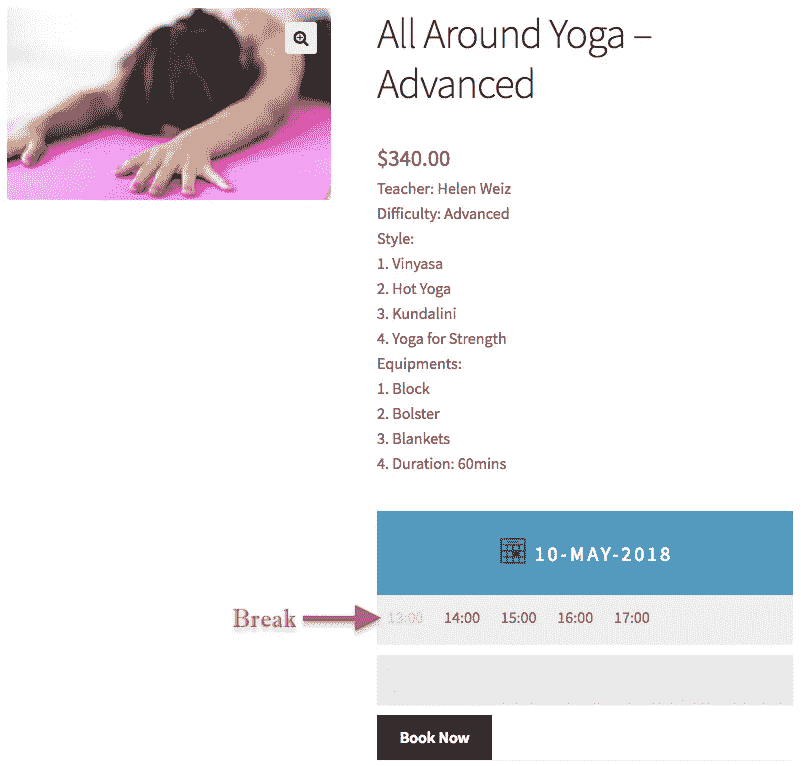 All Around Yoga –
Advanced
$340.00
Teacher: Helen Weiz
Difficulty: Advanced
Style:
1. Vinyasa
2. Hot Yoga
3. Kundalini
4. Yoga for Strength
Equipments:
1. Block
2. Bolster
3. Blankets
4. Duration: 60mins
10-MAY-2018
Break 13:00 14:00 15:00 16:00 17:00
Book Now